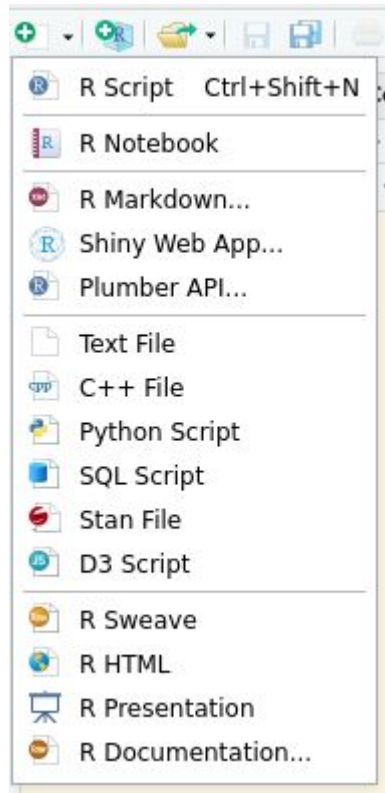 R Script Ctrl+Shift+N
R Notebook
R Markdown...
Shiny Web App...
Plumber API...
Text File
C++ File
Python Script
SQL Script
Stan File
D3 Script
R Sweave
R HTML
R Presentation
R Documentation...